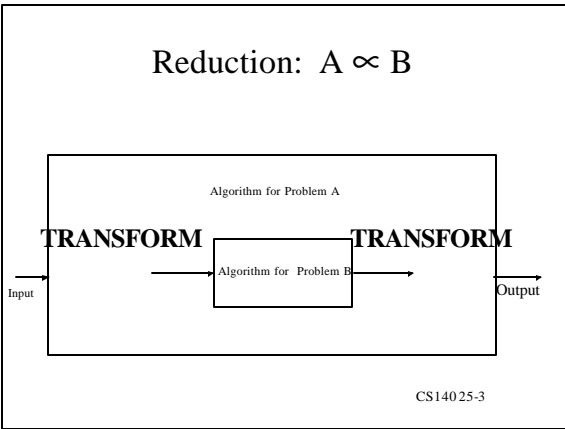 Reduction: A ∝ B
Algorithm for Problem A
TRANSFORM TRANSFORM
Algorithm for Problem B
Input
Output
CS140 25-3